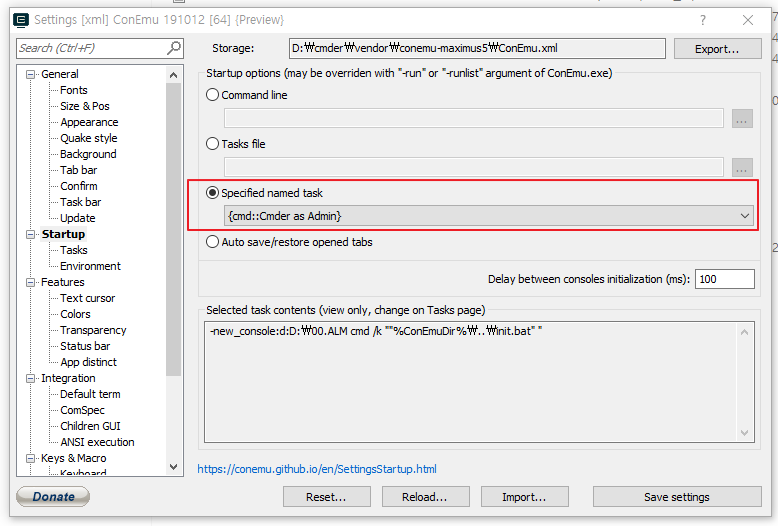 Settings [xml] ConEmu 191012 [64] {Preview}
Search (Ctrl+F)
General
Fonts
Size & Pos
Appearance
Quake style
Background
Tab bar
Confirm
Task bar
Update
Startup
Tasks
Environment
Features
Text cursor
Colors
Transparency
Status bar
App distinct
Integration
Default term
ComSpec
Children GUI
ANSI execution
Keys & Macro
Keyboard
Donate
Storage:
D:₩cmder₩vendor₩conemu-maximus5₩ConEmu.xml
Export...
Startup options (may be overriden with "-run" or "-runlist" argument of ConEmu.exe)
Command line
...
Tasks file
...
Specified named task
{cmd::Cmder as Admin}
Auto save/restore opened tabs
Delay between consoles initialization (ms):
100
Selected task contents (view only, change on Tasks page)
-new_console:d:D:₩00.ALM cmd /k ""%ConEmuDir%₩..₩init.bat" "
https://conemu.github.io/en/SettingsStartup.html
Reset...
Reload...
Import...
Save settings